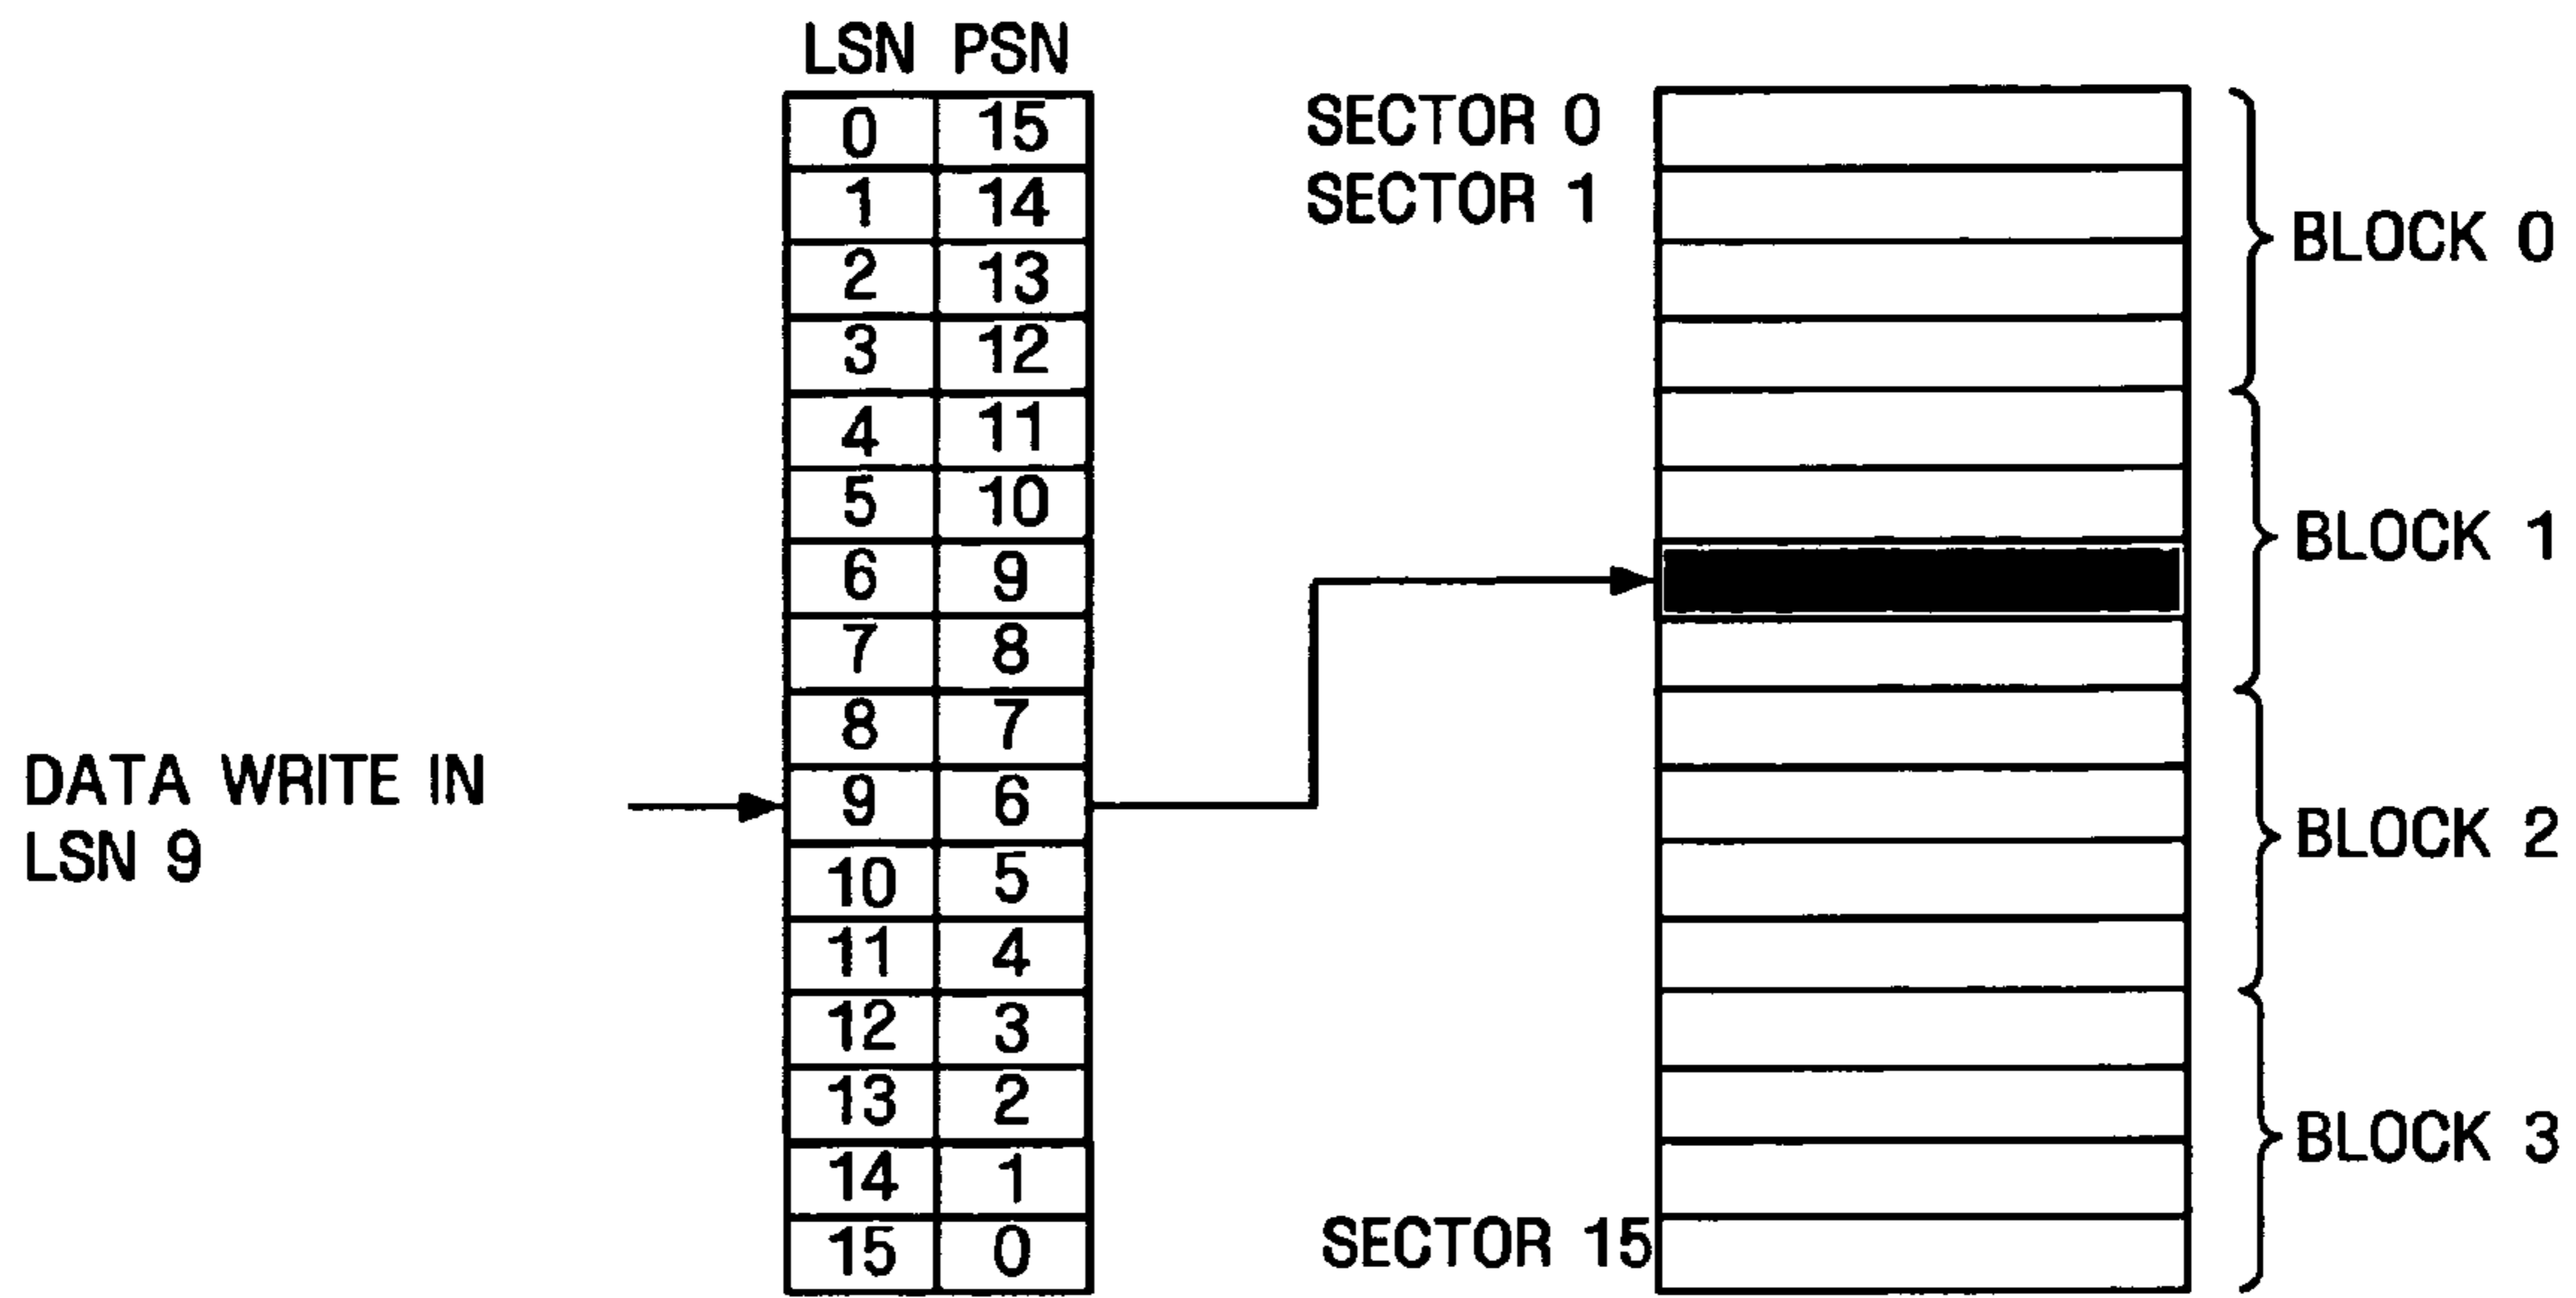 LSN PSN
0 15
1 14
2 13
3 12
4 11
5 10
6 9
7 8
8 7
9 6
10 5
11 4
12 3
13 2
14 1
15 0
DATA WRITE IN
LSN 9
SECTOR 0
SECTOR 1
SECTOR 15
BLOCK 0
BLOCK 1
BLOCK 2
BLOCK 3